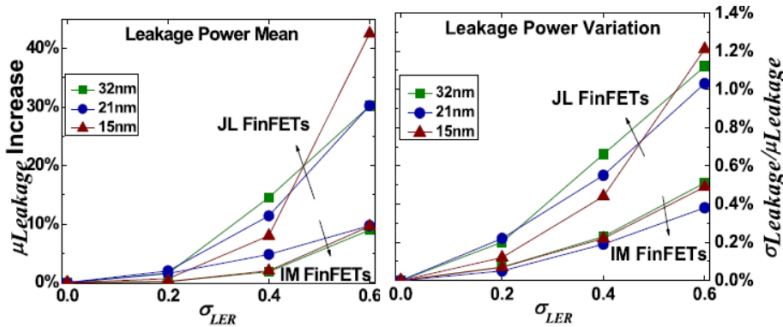 Leakage Power Mean
40%
30%
20%
10%
0%
μLeakage Increase
32nm
21nm
15nm
JL FinFETs
IM FinFETs
0.0 0.2 0.4 0.6
σLER
Leakage Power Variation
32nm
21nm
15nm
JL FinFETs
IM FinFETs
0.0 0.2 0.4 0.6
σLER
1.4%
1.2%
1.0%
0.8%
0.6%
0.4%
0.2%
0.0%
σLeakage/μLeakage